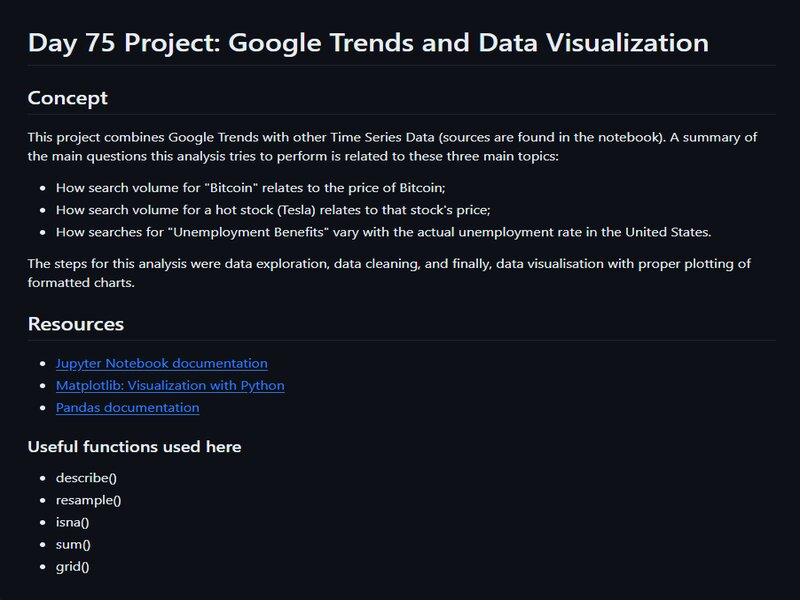 Day 75 Project: Google Trends and Data Visualization
Concept
This project combines Google Trends with other Time Series Data (sources are found in the notebook). A summary of
the main questions this analysis tries to perform is related to these three main topics:
• How search volume for "Bitcoin" relates to the price of Bitcoin;
• How search volume for a hot stock (Tesla) relates to that stock's price;
• How searches for "Unemployment Benefits" vary with the actual unemployment rate in the United States.
The steps for this analysis were data exploration, data cleaning, and finally, data visualisation with proper plotting of
formatted charts.
Resources
• Jupyter Notebook documentation
• Matplotlib: Visualization with Python
• Pandas documentation
Useful functions used here
• describe()
• resample()
• isna()
• sum()
• grid()